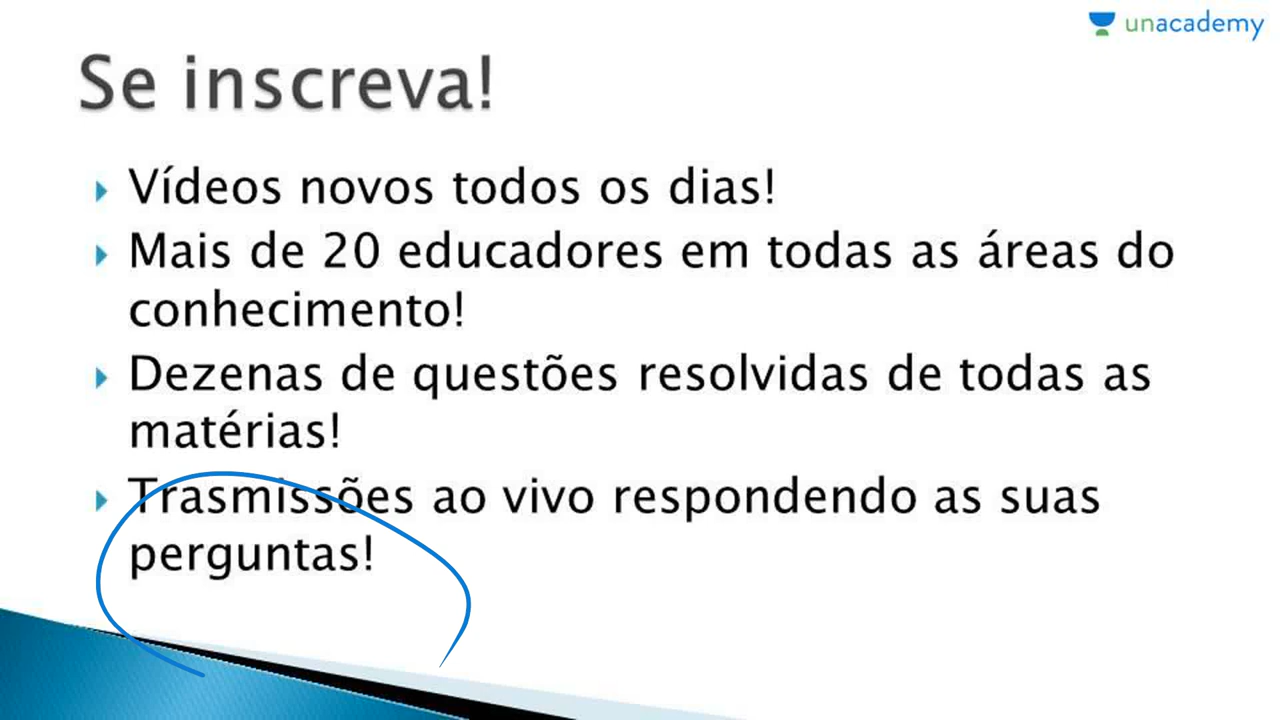 unacademy
Se inscreva!
Vídeos novos todos os dias!
Mais de 20 educadores em todas as áreas do
conhecimento!
Dezenas de questões resolvidas de todas as
matérias!
Trasmissões ao vivo respondendo as suas
perguntas!